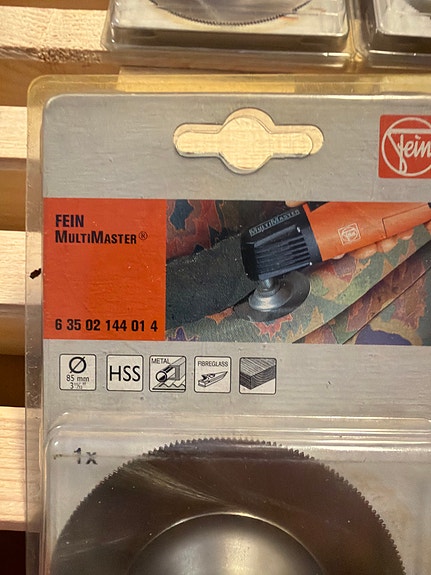 Fein
FEIN
MULTIMASTER®
MULTIMASTER
6 35 02 144 01 4
85 mm
HSS
METAL
FIBREGLASS
1x